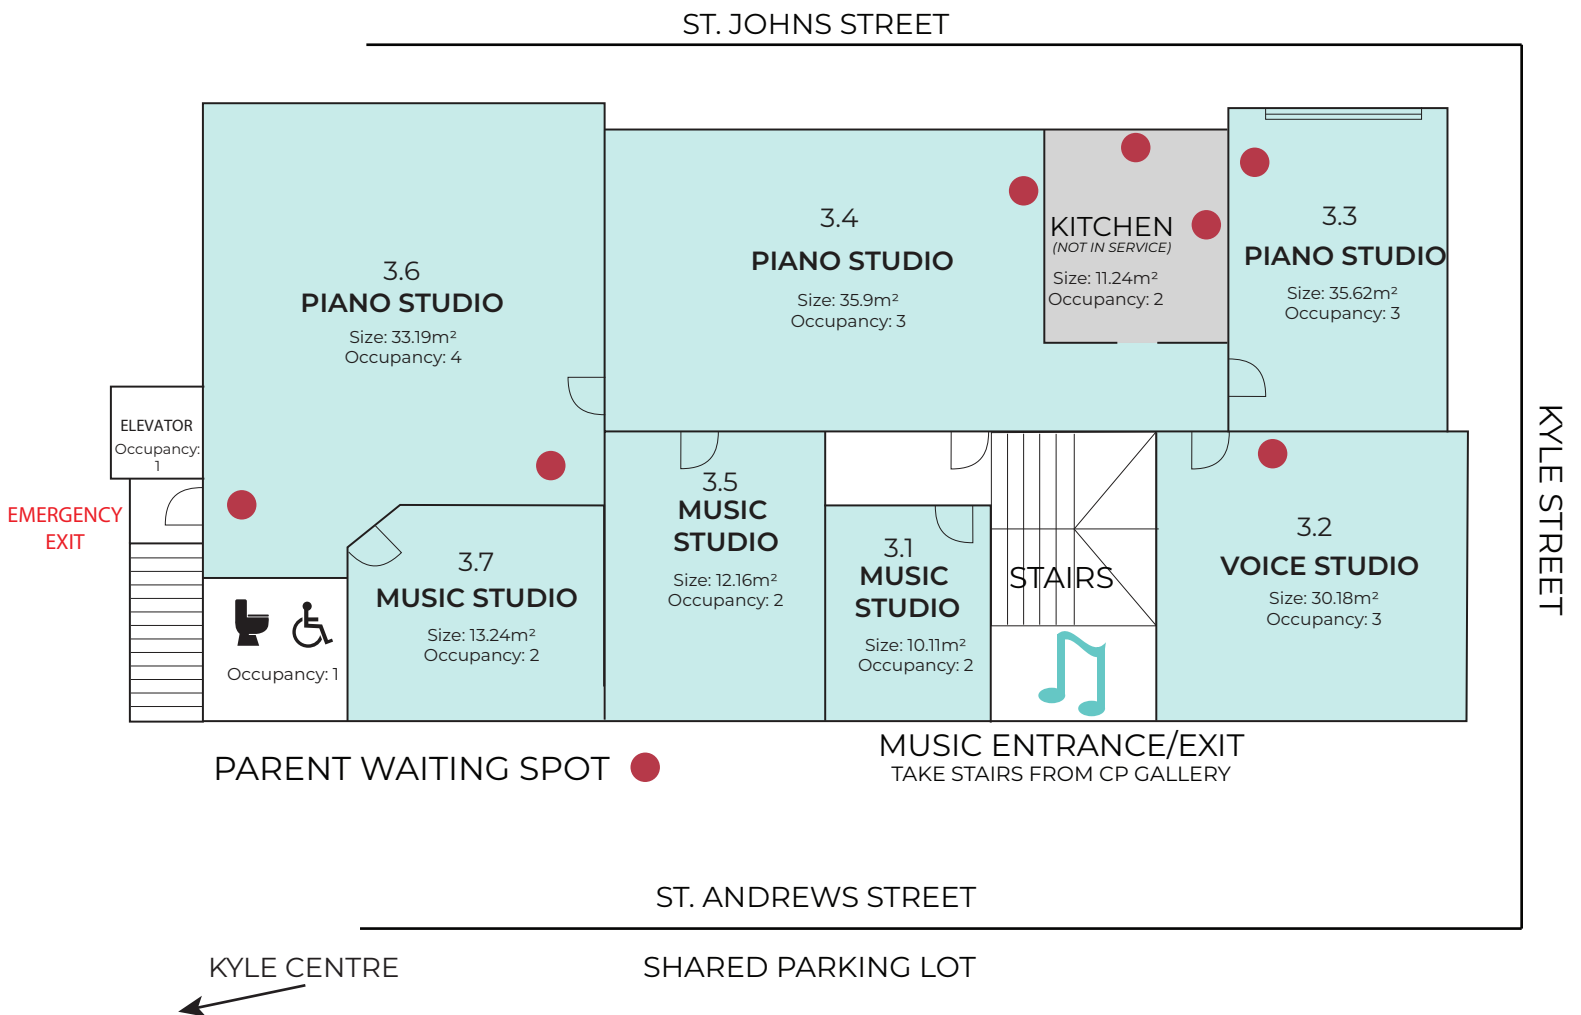 ST. JOHNS STREET
3.6
PIANO STUDIO
Size: 33.19m²
Occupancy: 4
3.4
PIANO STUDIO
Size: 35.9m²
Occupancy: 3
KITCHEN
(NOT IN SERVICE)
Size: 11.24m²
Occupancy: 2
3.3
PIANO STUDIO
Size: 35.62m²
Occupancy: 3
ELEVATOR
Occupancy:
1
EMERGENCY
EXIT
3.7
MUSIC STUDIO
Size: 13.24m²
Occupancy: 2
Occupancy: 1
3.5
MUSIC
STUDIO
Size: 12.16m²
Occupancy: 2
3.1
MUSIC
STUDIO
Size: 10.11m²
Occupancy: 2
STAIRS
3.2
VOICE STUDIO
Size: 30.18m²
Occupancy: 3
KYLE STREET
PARENT WAITING SPOT
MUSIC ENTRANCE/EXIT
TAKE STAIRS FROM CP GALLERY
ST. ANDREWS STREET
KYLE CENTRE
SHARED PARKING LOT